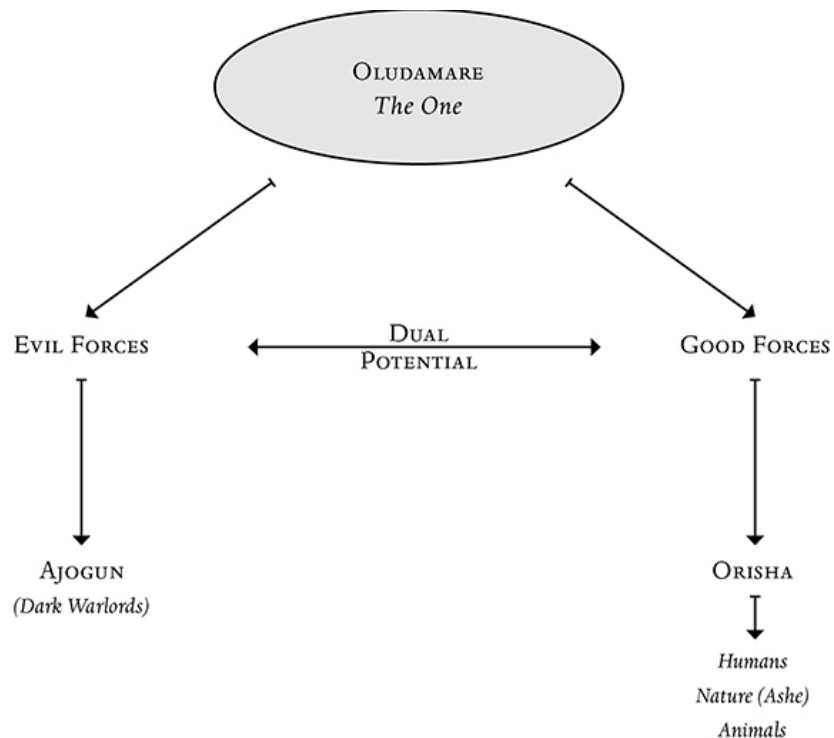 Oludamare
The One
Evil Forces
Dual
Potential
Good Forces
Ajogun
(Dark Warlords)
Orisha
Humans
Nature (Ashe)
Animals